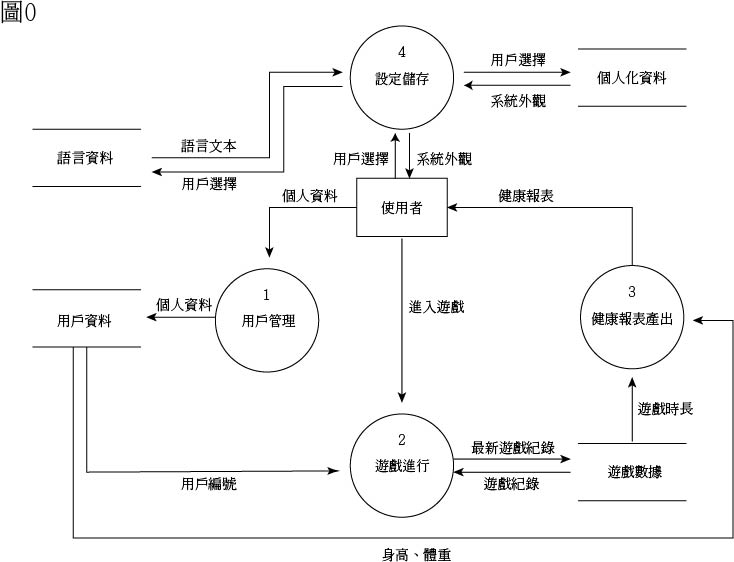 圖0
4
設定儲存
用戶選擇
系統外觀
個人化資料
語言資料
語言文本
用戶選擇
用戶選擇
系統外觀
個人資料
使用者
健康報表
1
用戶管理
個人資料
用戶資料
進入遊戲
3
健康報表產出
遊戲時長
2
遊戲進行
最新遊戲紀錄
遊戲紀錄
遊戲數據
用戶編號
身高、體重